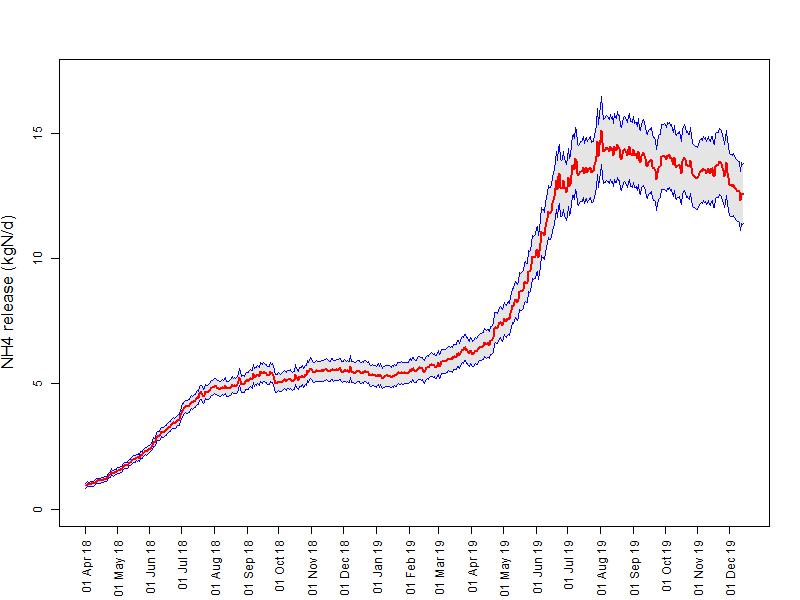 NH4 release (kgN/d)
15
10
5
0
01 Apr 18
01 May 18
01 Jun 18
01 Jul 18
01 Aug 18
01 Sep 18
01 Oct 18
01 Nov 18
01 Dec 18
01 Jan 19
01 Feb 19
01 Mar 19
01 Apr 19
01 May 19
01 Jun 19
01 Jul 19
01 Aug 19
01 Sep 19
01 Oct 19
01 Nov 19
01 Dec 19